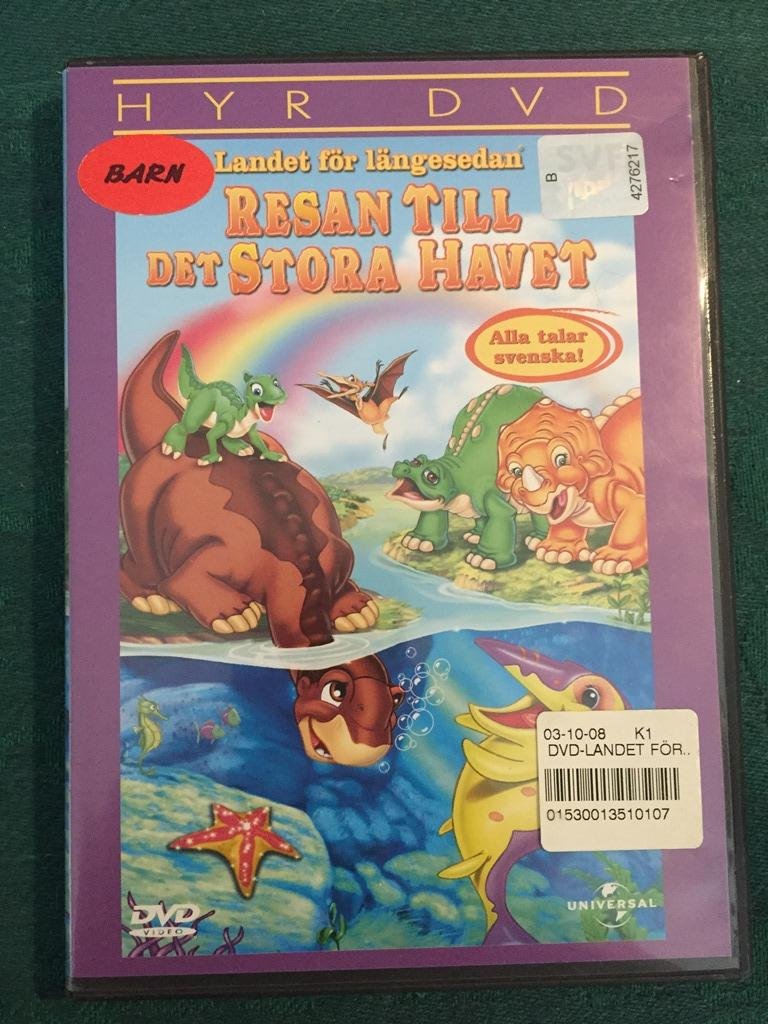 HYR DVD
BARN
Landet för längesedan
RESAN TILL
DET STORA HAVET
B
4276217
Alla talar
svenska!
03-10-08 K1
DVD-LANDET FÖR..
01530013510107
DVD
VIDEO
UNIVERSAL